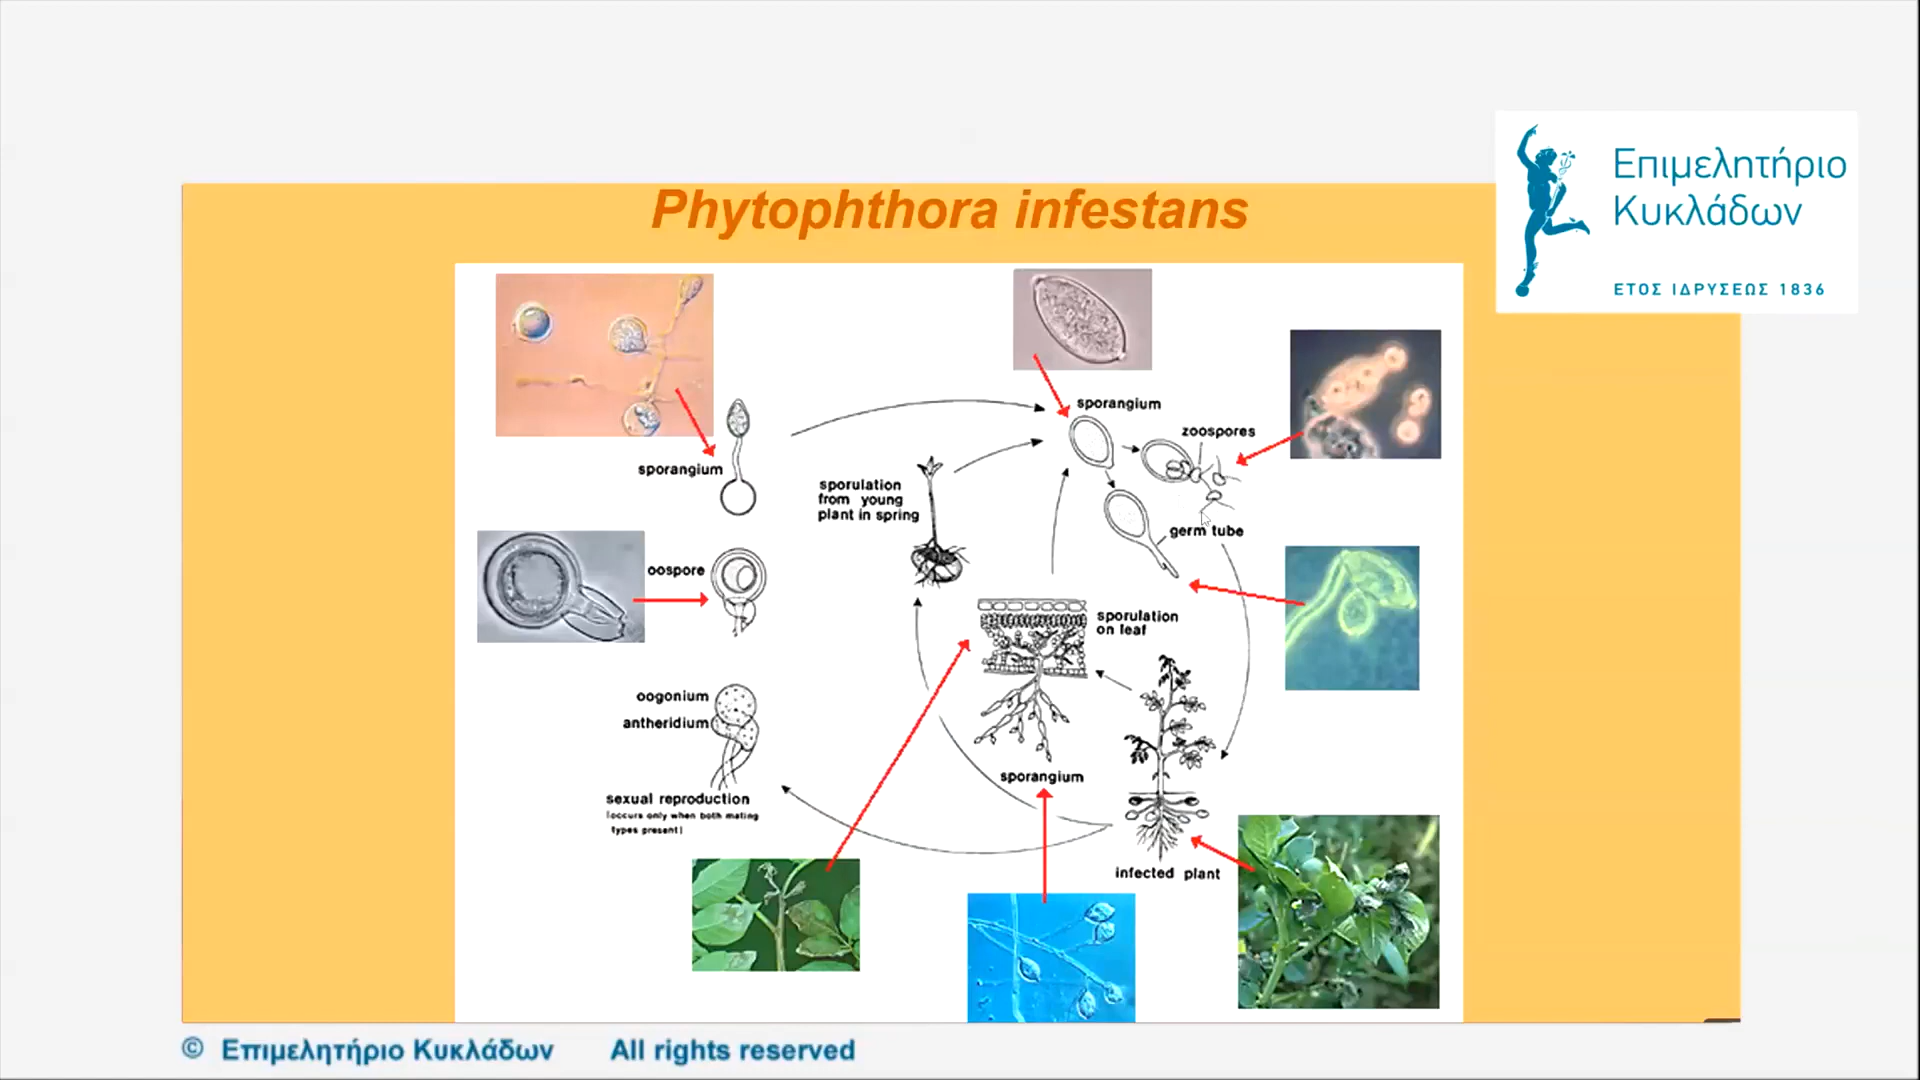 Phytophthora infestans
Επιμελητήριο
Κυκλάδων
ΕΤΟΣ ΙΔΡΥΣΕΩΣ 1836
sporangium
zoospores
sporangium
sporulation
from young
plant in spring
germ tube
oospore
sporulation
on leaf
oogonium
antheridium
sporangium
sexual reproduction
(occurs only when both mating
types present)
infected plant
© Επιμελητήριο Κυκλάδων All rights reserved